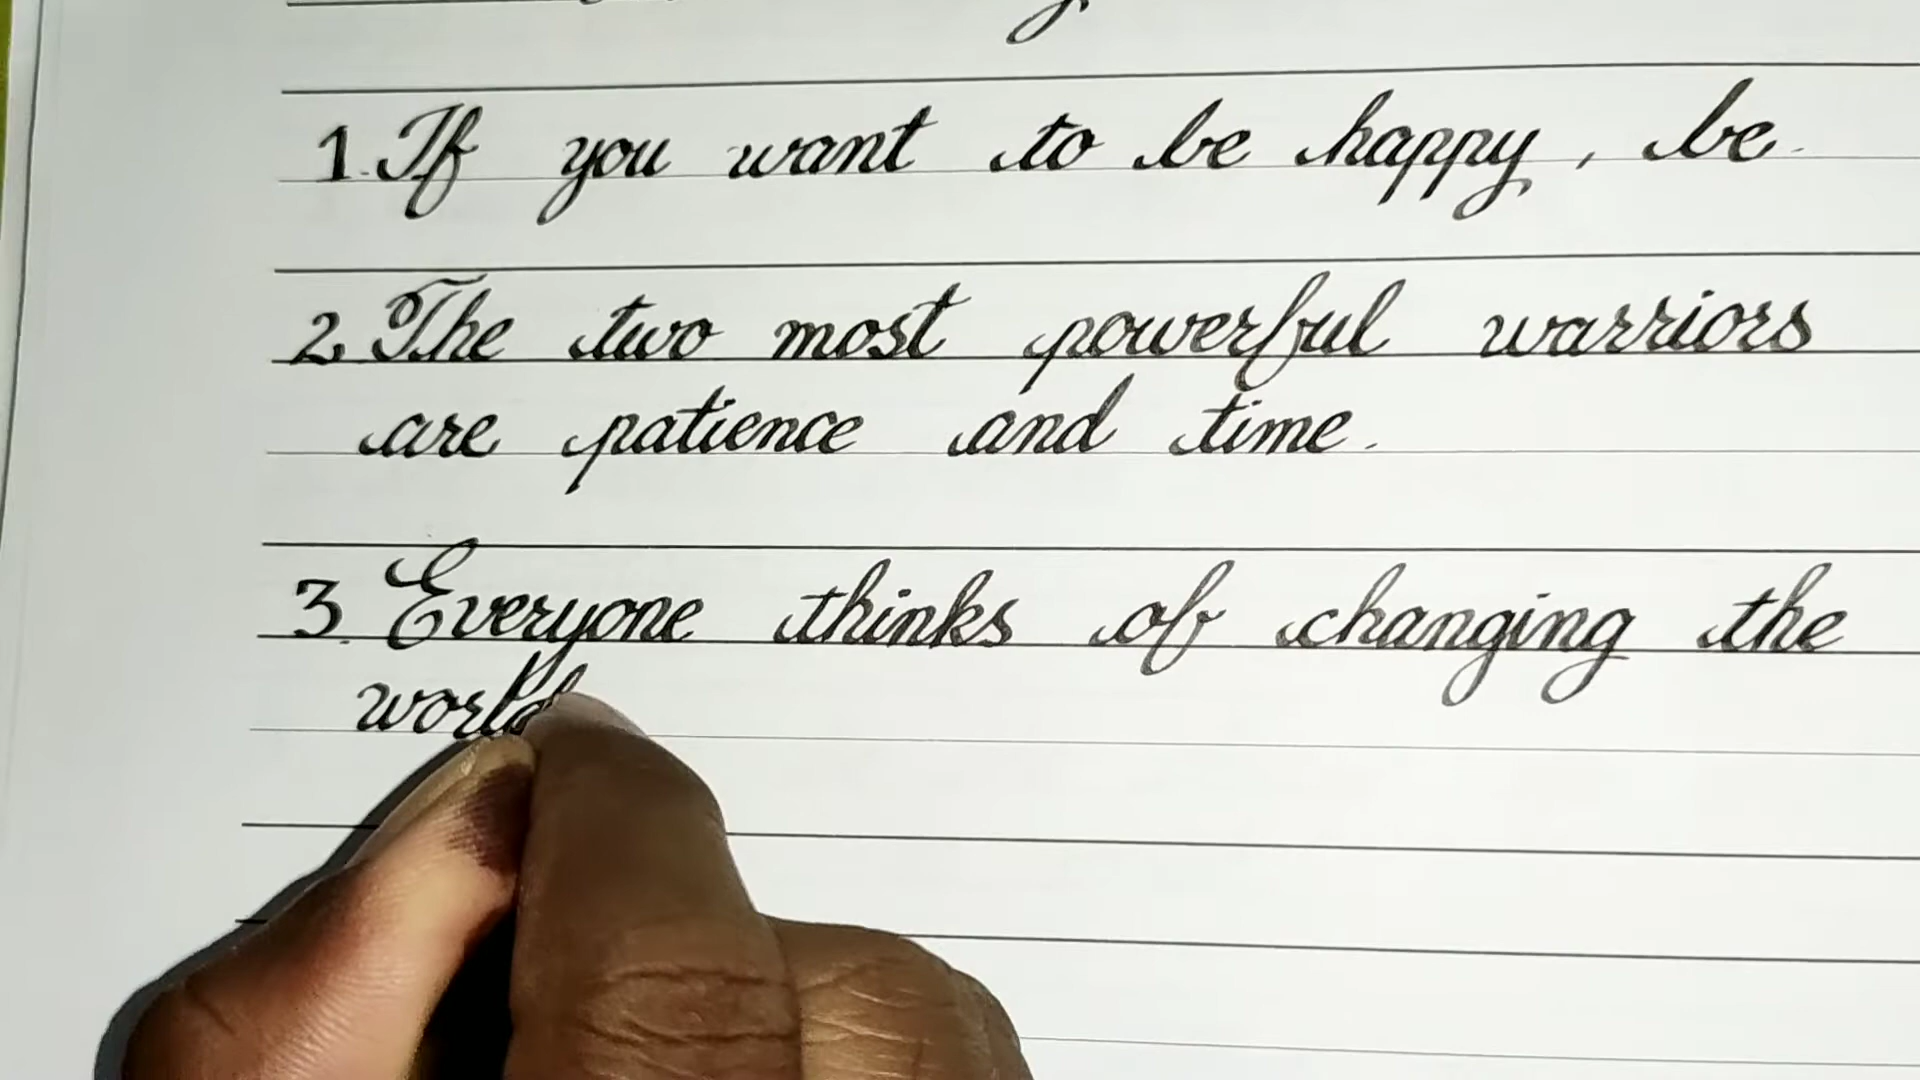 1. If you want to be happy, be.
2. The two most powerful warriors
are patience and time.
3. Everyone thinks of changing the
world